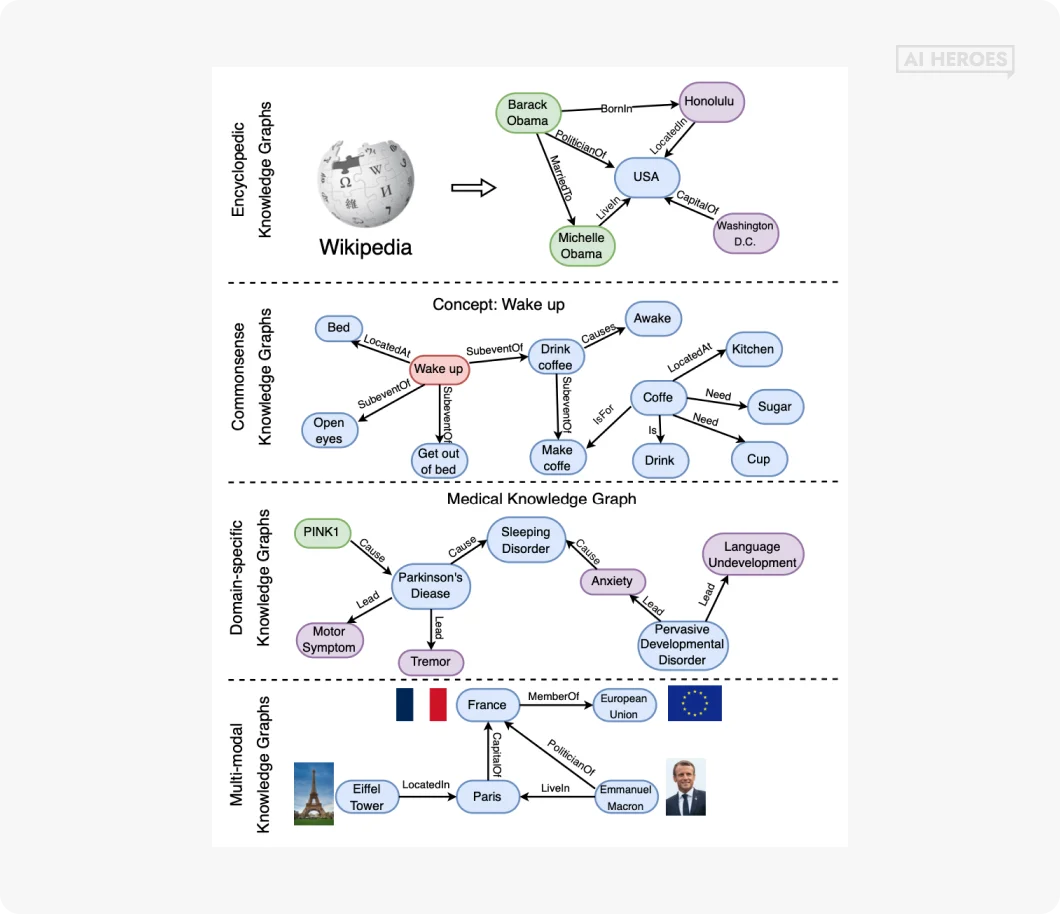 AI HEROES
Encyclopedic
Knowledge Graphs
Wikipedia
Ω
W
И
維
7
Barack
Obama
BornIn
Honolulu
PoliticianOf
LocatedIn
MarriedTo
USA
LiveIn
CapitalOf
Michelle
Obama
Washington
D.C.
Commonsense
Knowledge Graphs
Concept: Wake up
Bed
LocatedAt
Wake up
SubeventOf
Drink
coffee
Causes
Awake
SubeventOf
Open
eyes
SubeventOf
Get out
of bed
SubeventOf
Make
coffe
IsFor
Coffe
LocatedAt
Kitchen
Need
Sugar
Need
Cup
Is
Drink
Domain-specific
Knowledge Graphs
Medical Knowledge Graph
PINK1
Cause
Parkinson's
Diease
Cause
Sleeping
Disorder
Cause
Anxiety
Language
Undevelopment
Lead
Motor
Symptom
Lead
Tremor
Lead
Lead
Pervasive
Developmental
Disorder
Multi-modal
Knowledge Graphs
France
MemberOf
European
Union
CapitalOf
PoliticianOf
Eiffel
Tower
LocatedIn
Paris
LiveIn
Emmanuel
Macron